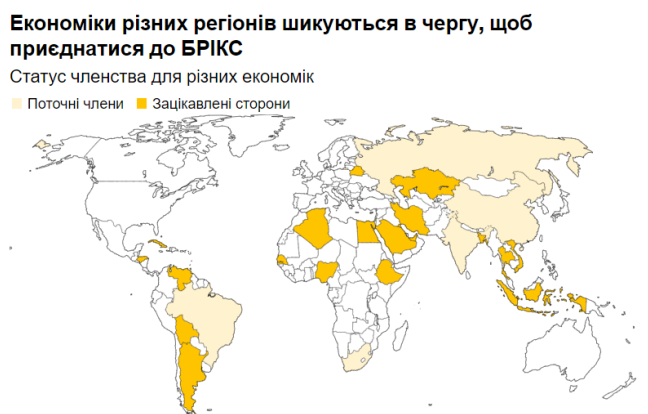 Економіки різних регіонів шикуються в чергу, щоб
приєднатися до БРІКС
Статус членства для різних економік
Поточні члени Зацікавлені сторони